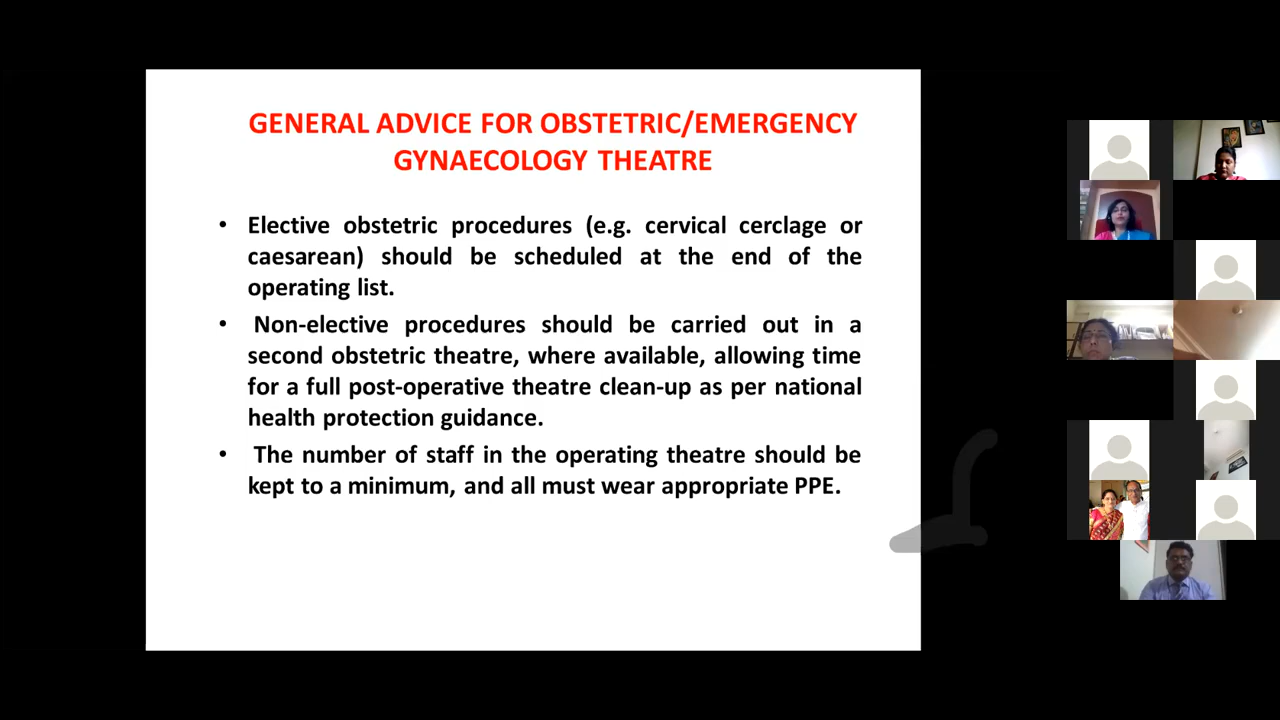 GENERAL ADVICE FOR OBSTETRIC/EMERGENCY
GYNAECOLOGY THEATRE
• Elective obstetric procedures (e.g. cervical cerclage or
caesarean) should be scheduled at the end of the
operating list.
• Non-elective procedures should be carried out in a
second obstetric theatre, where available, allowing time
for a full post-operative theatre clean-up as per national
health protection guidance.
• The number of staff in the operating theatre should be
kept to a minimum, and all must wear appropriate PPE.